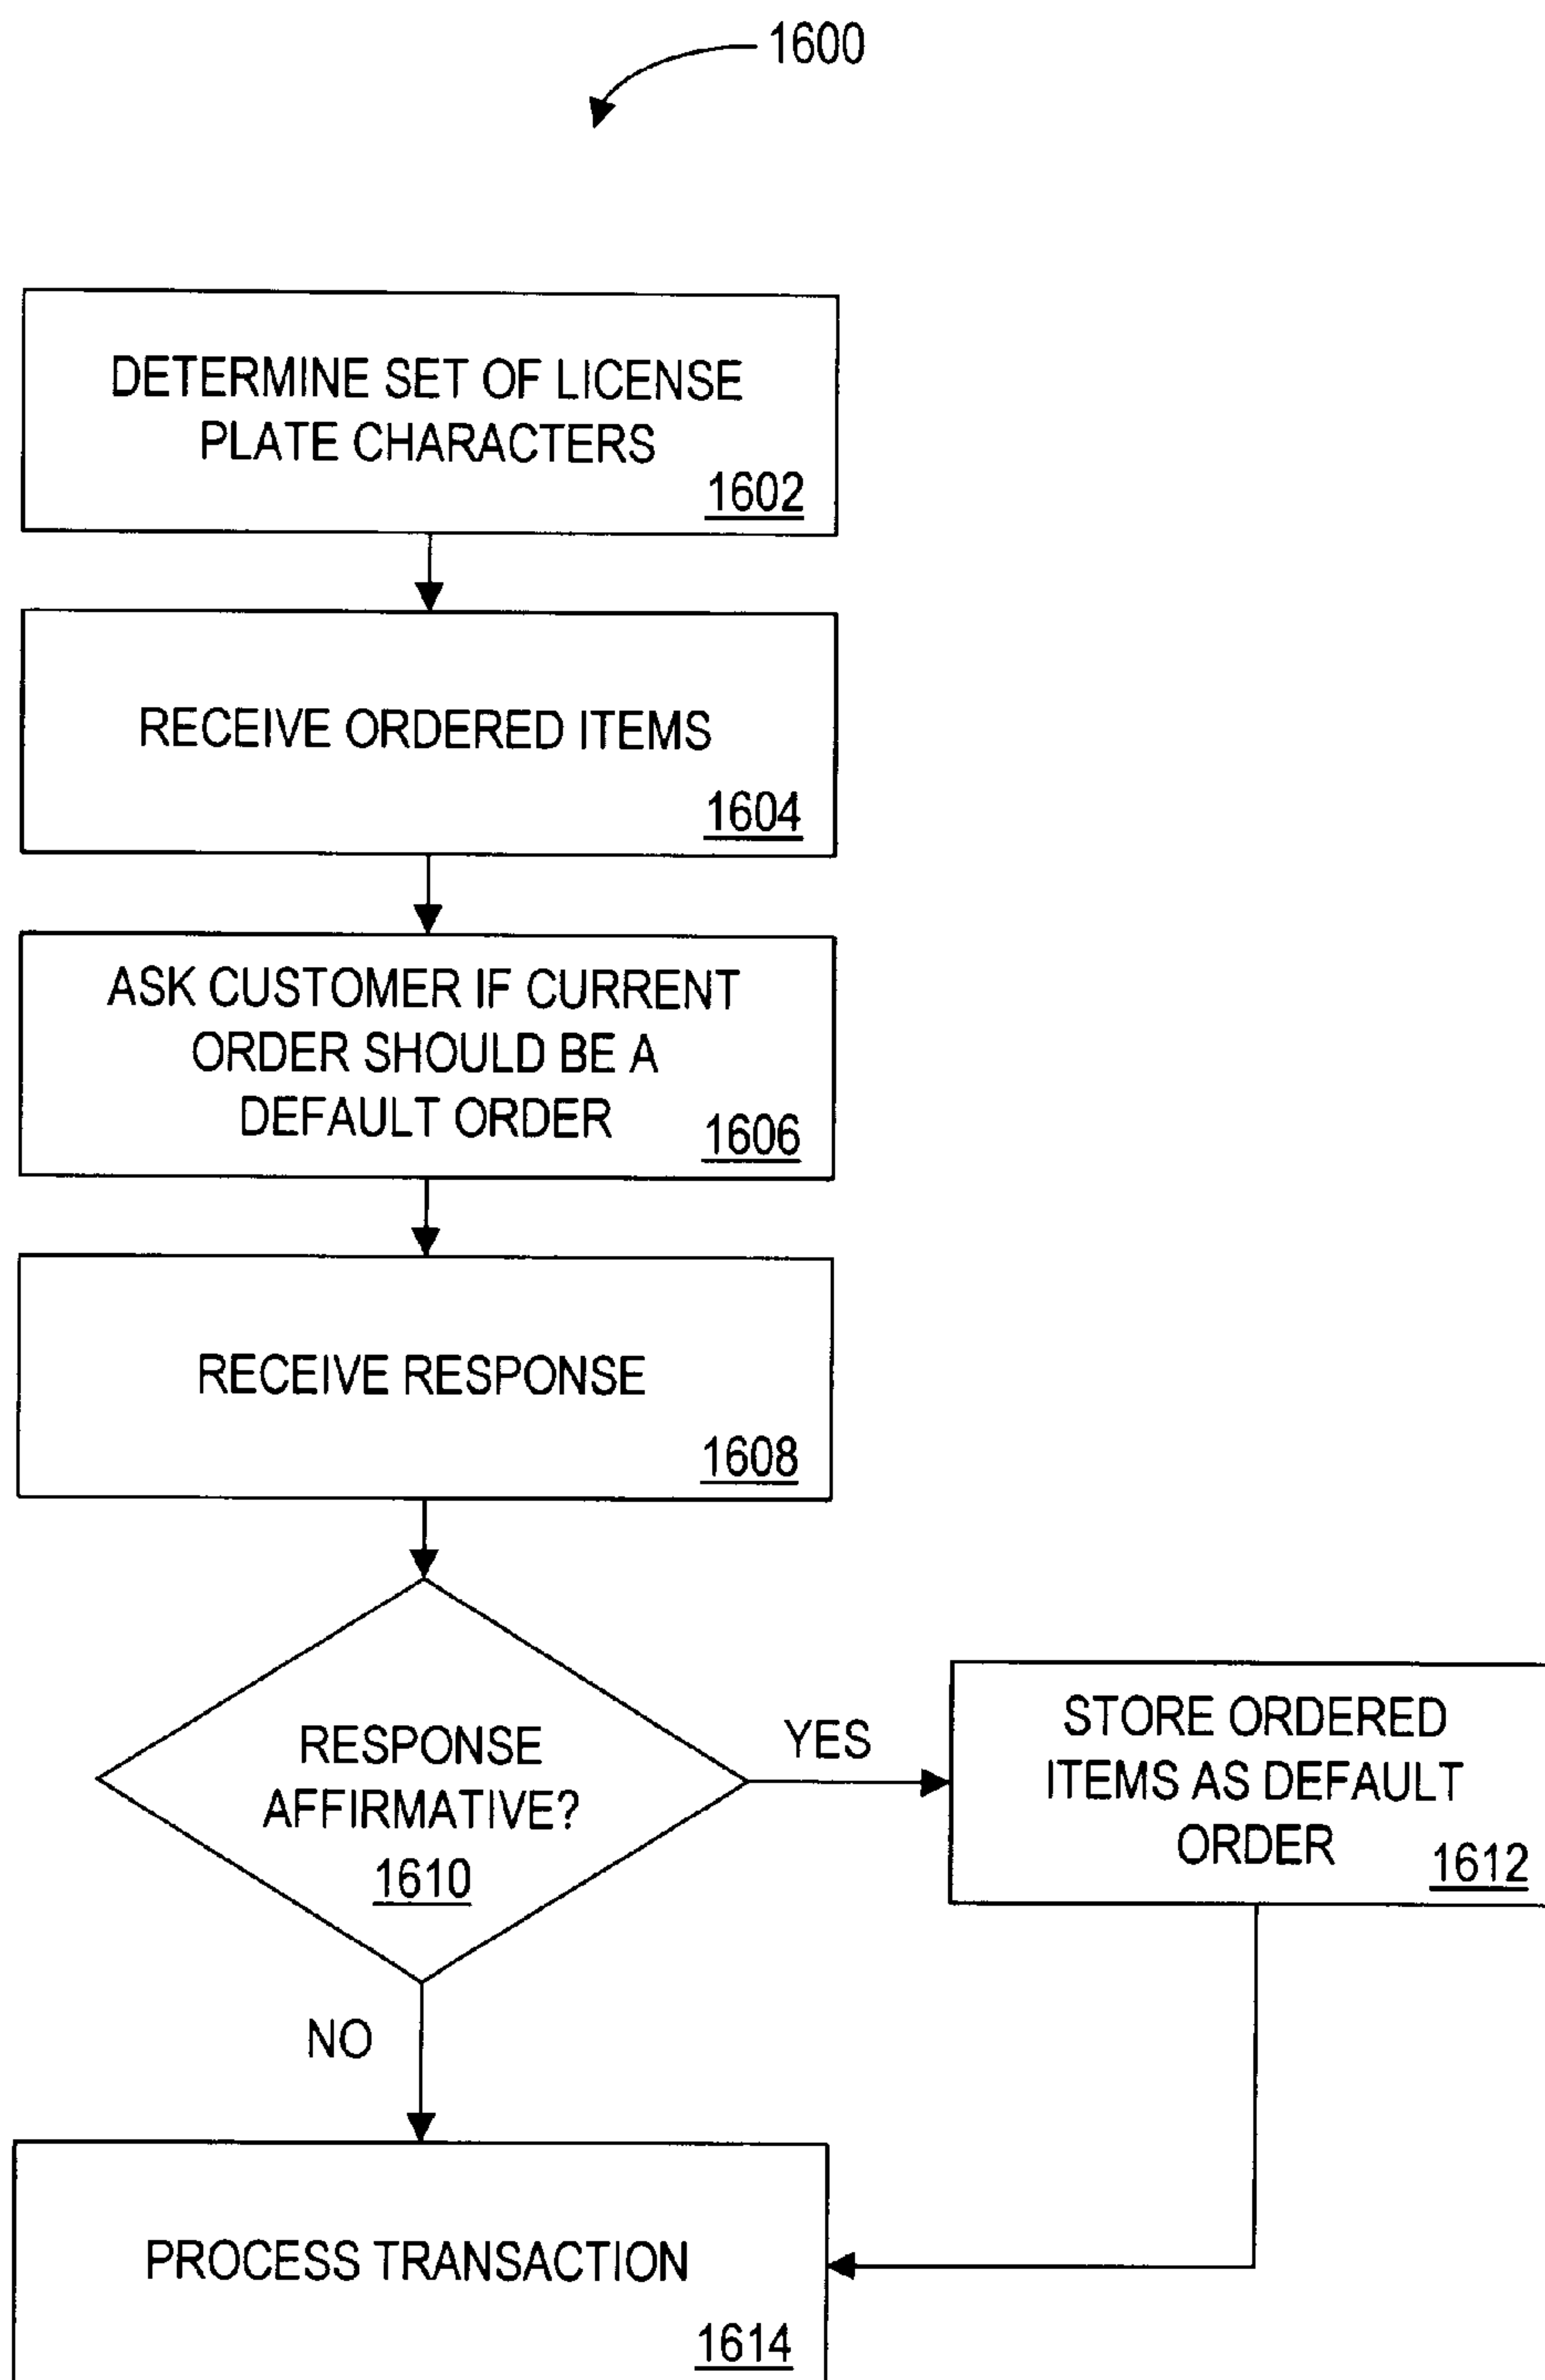 1600
DETERMINE SET OF LICENSE
PLATE CHARACTERS
1602
RECEIVE ORDERED ITEMS
1604
ASK CUSTOMER IF CURRENT
ORDER SHOULD BE A
DEFAULT ORDER
1606
RECEIVE RESPONSE
1608
RESPONSE
AFFIRMATIVE?
1610
YES
STORE ORDERED
ITEMS AS DEFAULT
ORDER
1612
NO
PROCESS TRANSACTION
1614